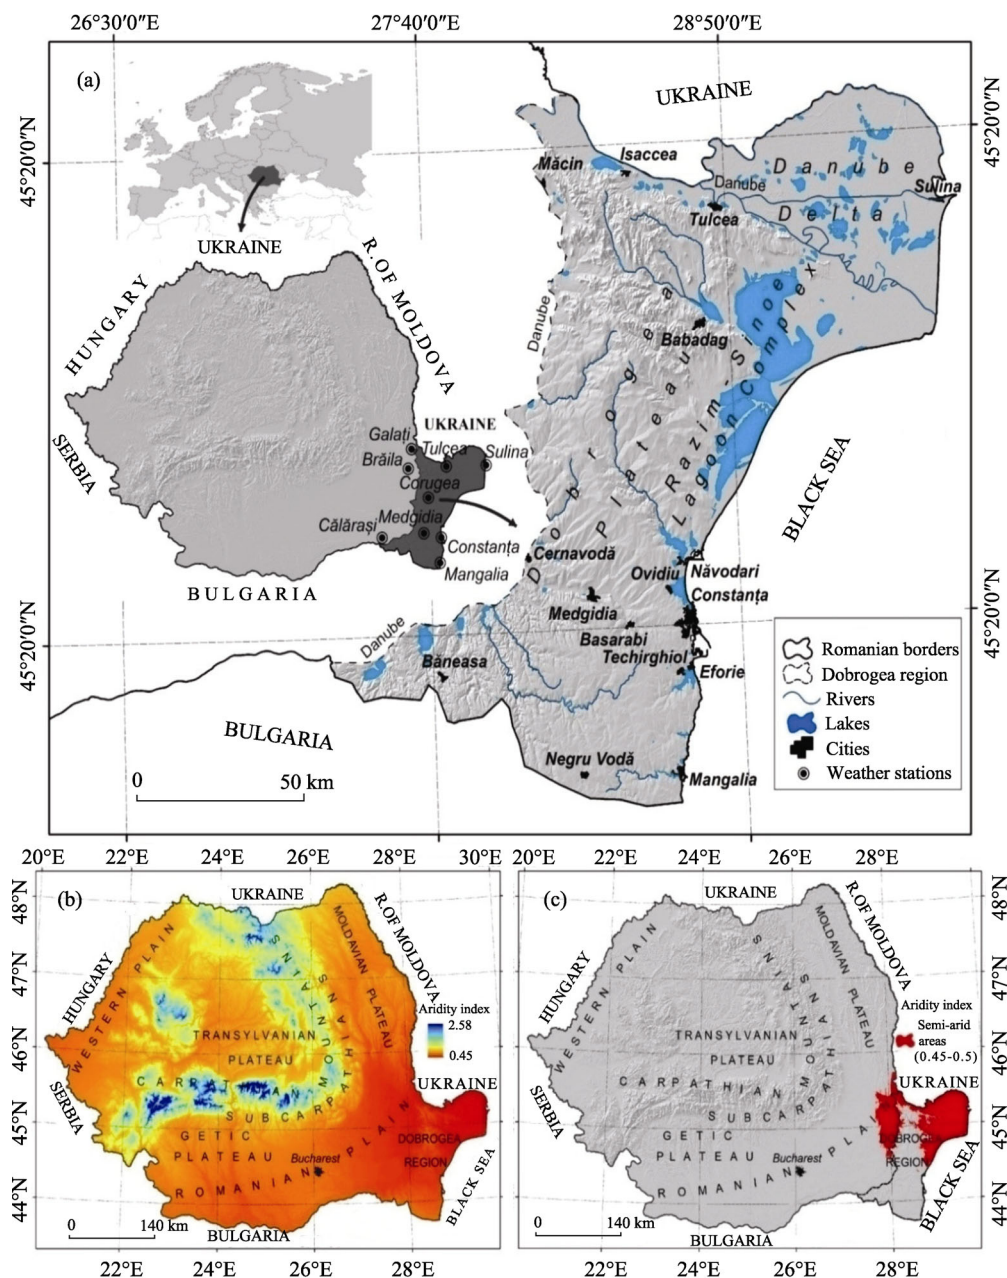 26°30′0″N
27°40′0″N
28°50′0″N
(a)
UKRAINE
45°20′0″N
45°20′0″N
Măcin
Isaccea
Danube
Tulcea
Danube
Delta
Sulina
UKRAINE
HUNGARY
R. OF MOLDOVA
SERBIA
BULGARIA
UKRAINE
Galați
Tulcea
Sulina
Brăila
Corugea
Medgidia
Călărași
Constanța
Mangalia
Danube
Babadag
Dobrogea
Plateau
Razim-Sinoe
Lagoon Complex
BLACK SEA
Cernavodă
Ovidiu
Năvodari
Constanța
Medgidia
Basarabi
Techirghiol
Eforie
Danube
Băneasa
Negru Vodă
Mangalia
BULGARIA
45°20′0″N
45°20′0″N
0 50 km
Romanian borders
Dobrogea region
Rivers
Lakes
Cities
Weather stations
20°E 22°E 24°E 26°E 28°E 30°E
20°E 22°E 24°E 26°E 28°E
(b)
UKRAINE
R.OF MOLDOVA
HUNGARY
WESTERN PLAIN
MOLDAVIAN PLATEAU
TRANSYLVANIAN
PLATEAU
CARPATHIAN
MOUNTAINS
SUBCARPATHIANS
GETIC
PLATEAU
Bucharest
ROMANIAN PLAIN
DOBROGEA
REGION
Aridity index
2.58
0.45
UKRAINE
SERBIA
BLACK SEA
BULGARIA
0 140 km
48°N
47°N
46°N
45°N
44°N
22°E 24°E 26°E 28°E
(c)
UKRAINE
R.OF MOLDOVA
HUNGARY
WESTERN PLAIN
MOLDAVIAN PLATEAU
TRANSYLVANIAN
PLATEAU
CARPATHIAN
MOUNTAINS
SUBCARPATHIANS
GETIC
PLATEAU
Bucharest
ROMANIAN PLA
DOBROGEA
REGION
Aridity index
Semi-arid
areas
(0.45-0.5)
UKRAINE
SERBIA
BLACK SEA
BULGARIA
0 140 km
48°N
47°N
46°N
45°N
44°N
48°N
47°N
46°N
45°N
44°N
22°E 24°E 26°E 28°E